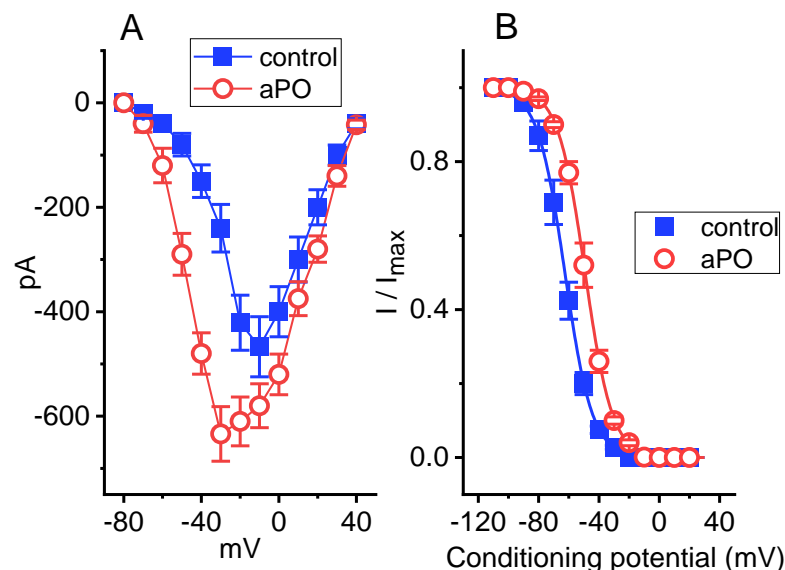 A
control
aPO
0
-200
-400
-600
pA
-80
-40
0
40
mV
B
0.8
0.4
0.0
I / Imax
control
aPO
-120
-80
-40
0
40
Conditioning potential (mV)